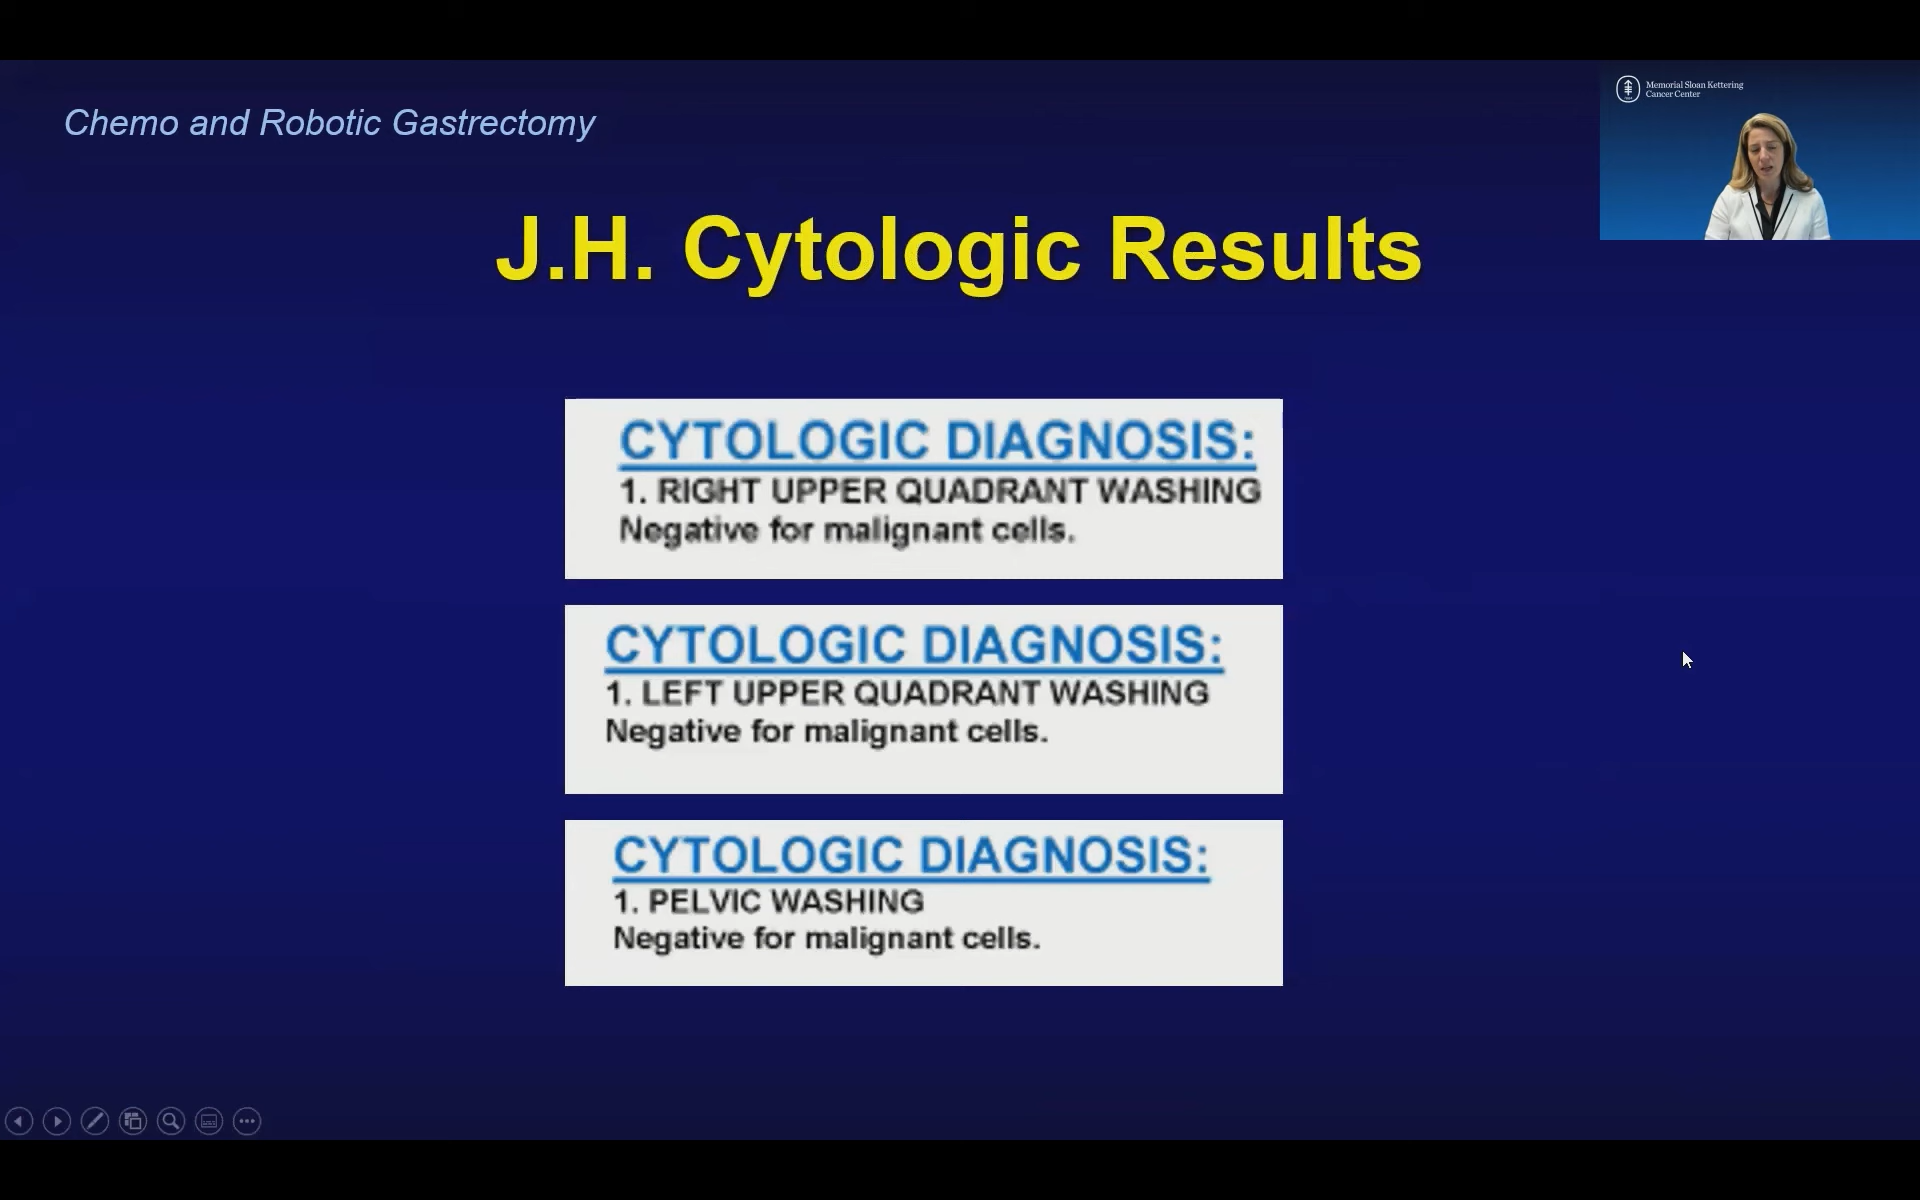 Memorial Sloan Kettering
Cancer Center
Chemo and Robotic Gastrectomy
J.H. Cytologic Results
CYTOLOGIC DIAGNOSIS:
1. RIGHT UPPER QUADRANT WASHING
Negative for malignant cells.
CYTOLOGIC DIAGNOSIS:
1. LEFT UPPER QUADRANT WASHING
Negative for malignant cells.
CYTOLOGIC DIAGNOSIS:
1. PELVIC WASHING
Negative for malignant cells.